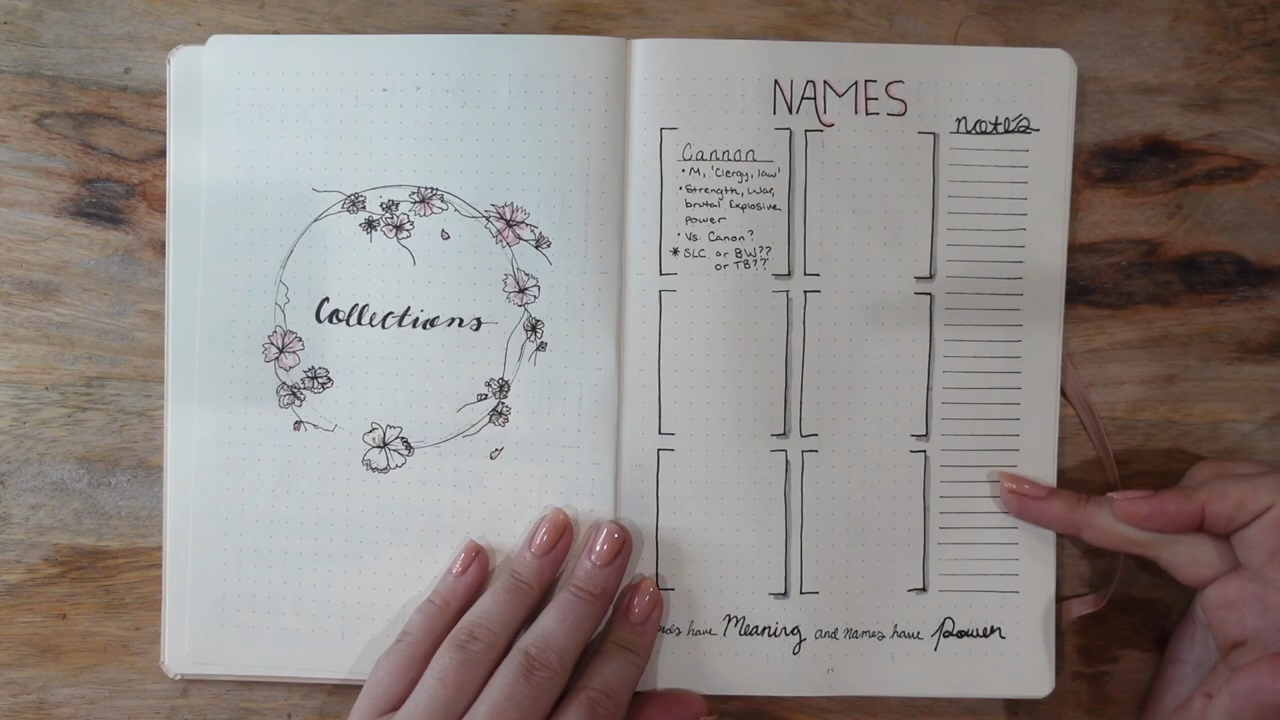 Collections
NAMES
notes
Cannon
• M, 'Clergy, law'
• Strength, War,
brutal Explosive
power
• Vs. Canon?
* SLC or BW??
or TB??
have Meaning and names have Power